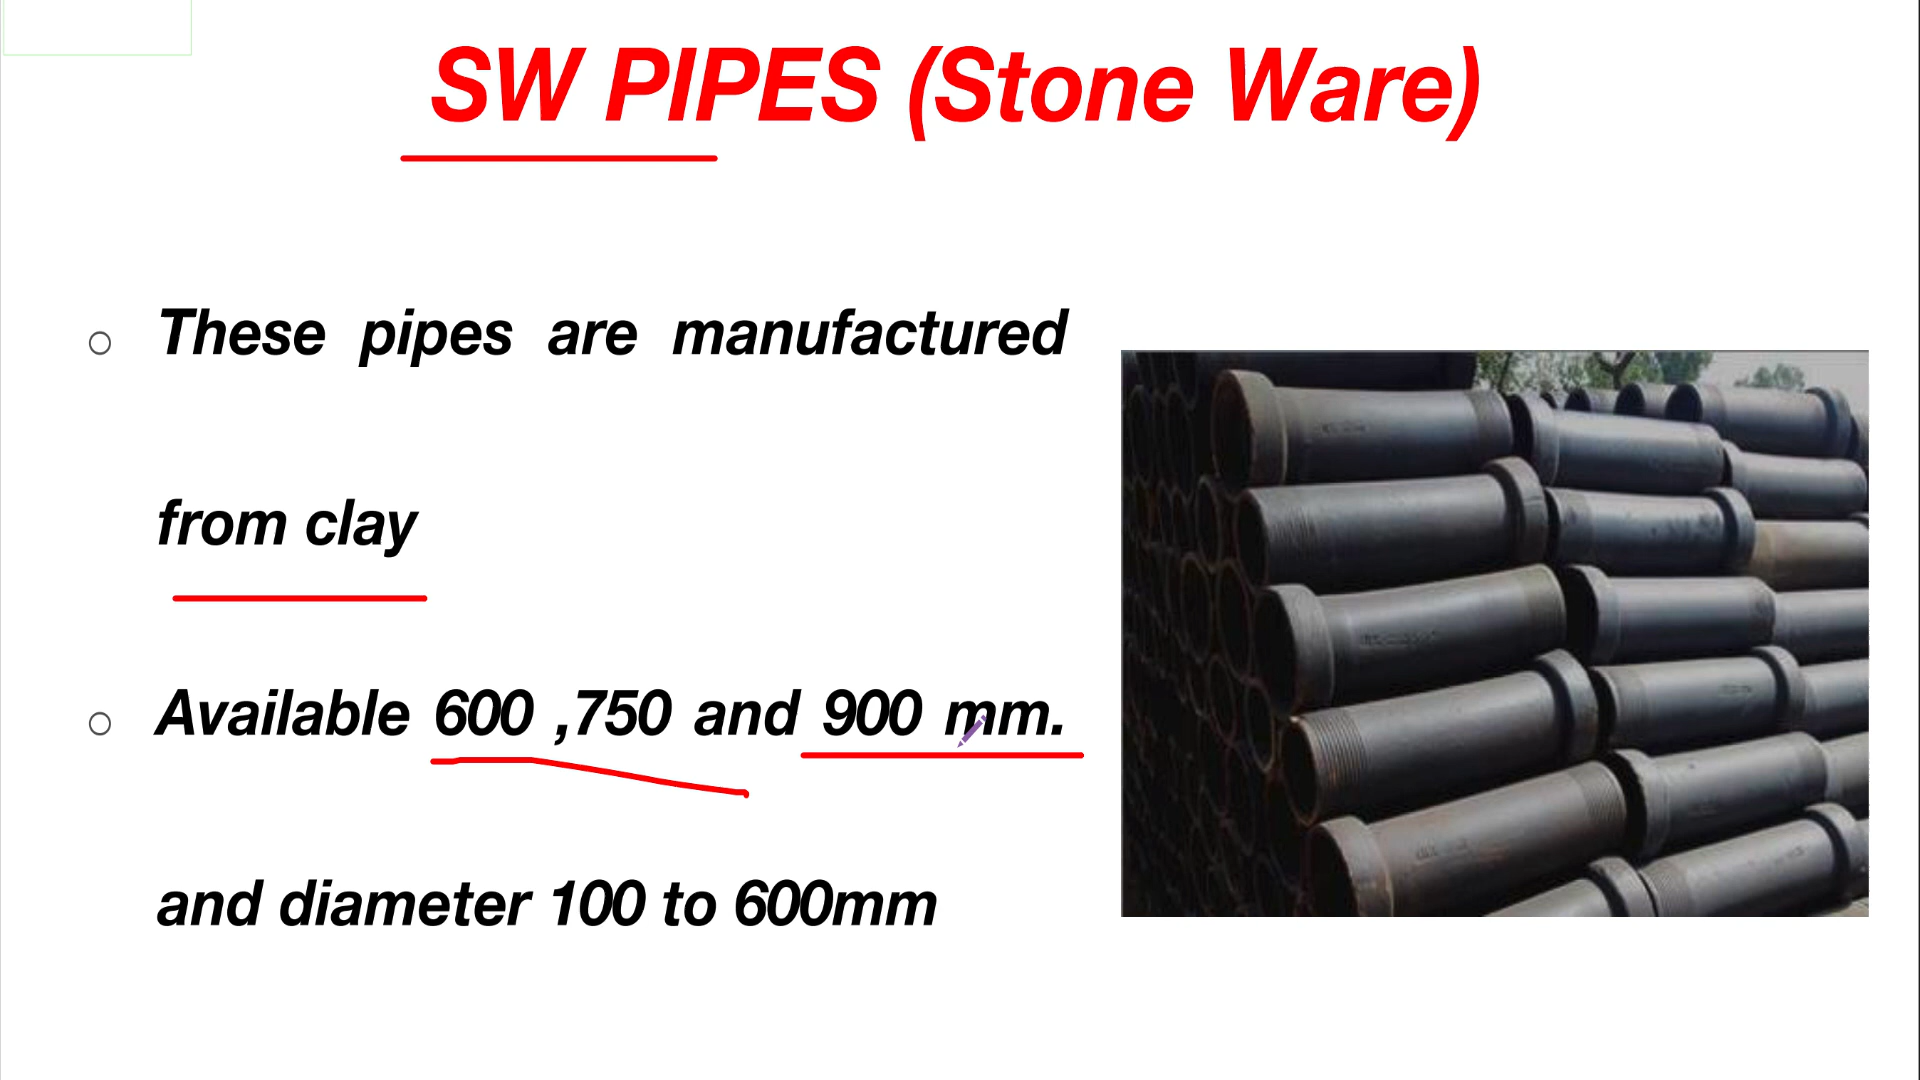 SW PIPES (Stone Ware)
These pipes are manufactured
from clay
Available 600 ,750 and 900 mm.
and diameter 100 to 600mm